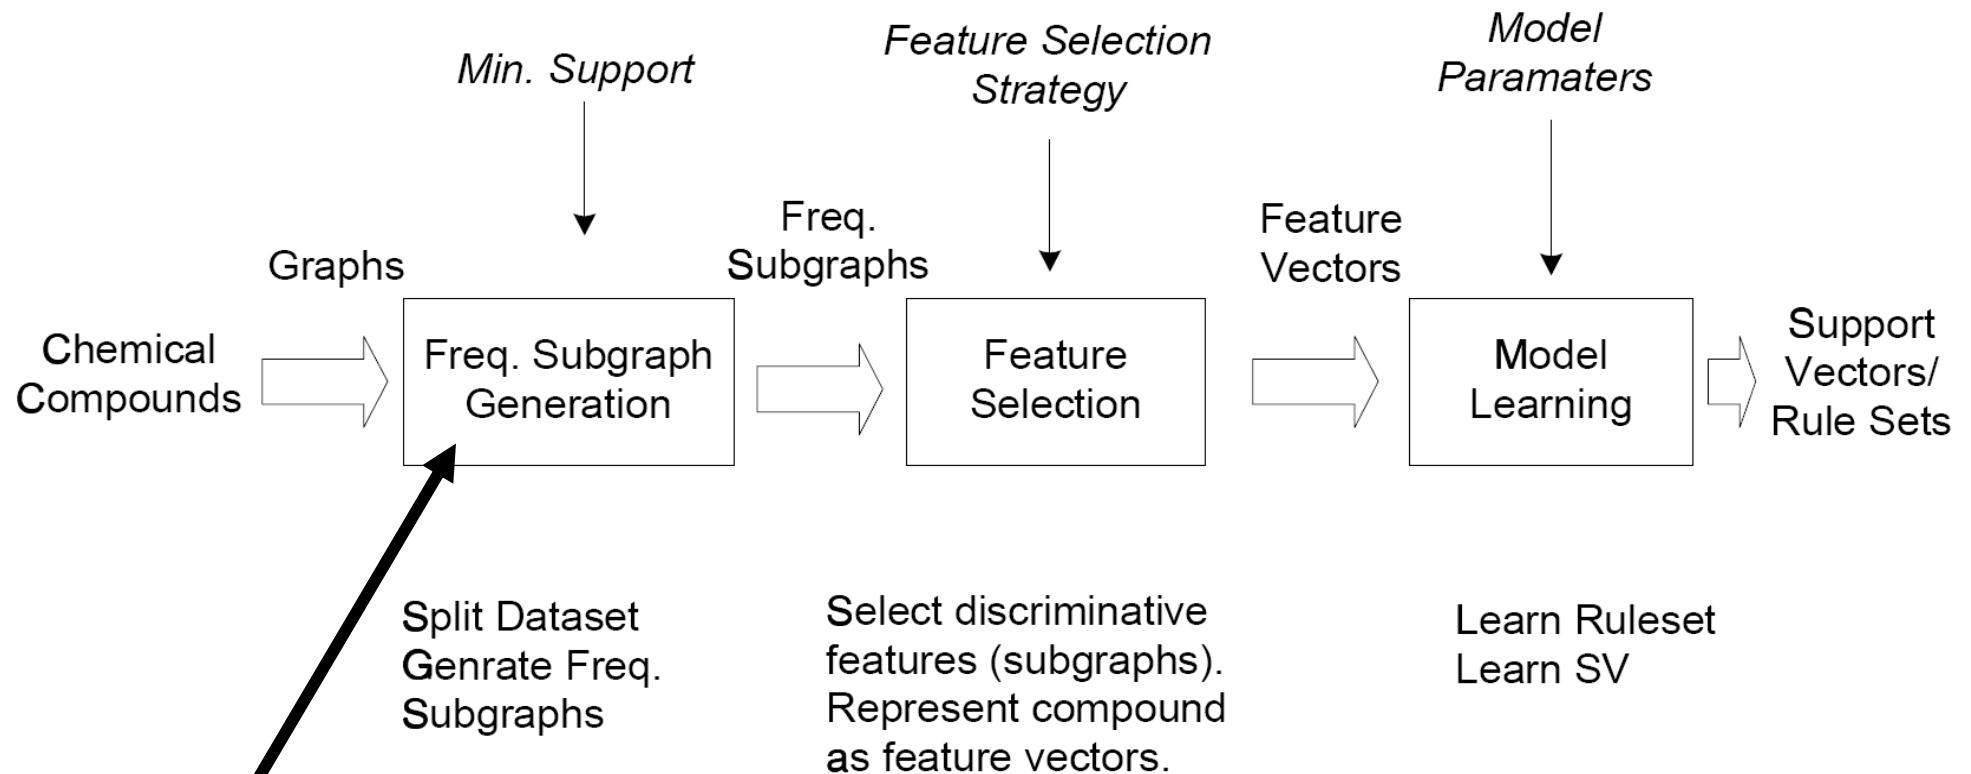 Min. Support
Feature Selection
Strategy
Model
Paramaters
Graphs
Freq.
Subgraphs
Feature
Vectors
Chemical
Compounds
Freq. Subgraph
Generation
Feature
Selection
Model
Learning
Support
Vectors/
Rule Sets
Split Dataset
Genrate Freq.
Subgraphs
Select discriminative
features (subgraphs).
Represent compound
as feature vectors.
Learn Ruleset
Learn SV